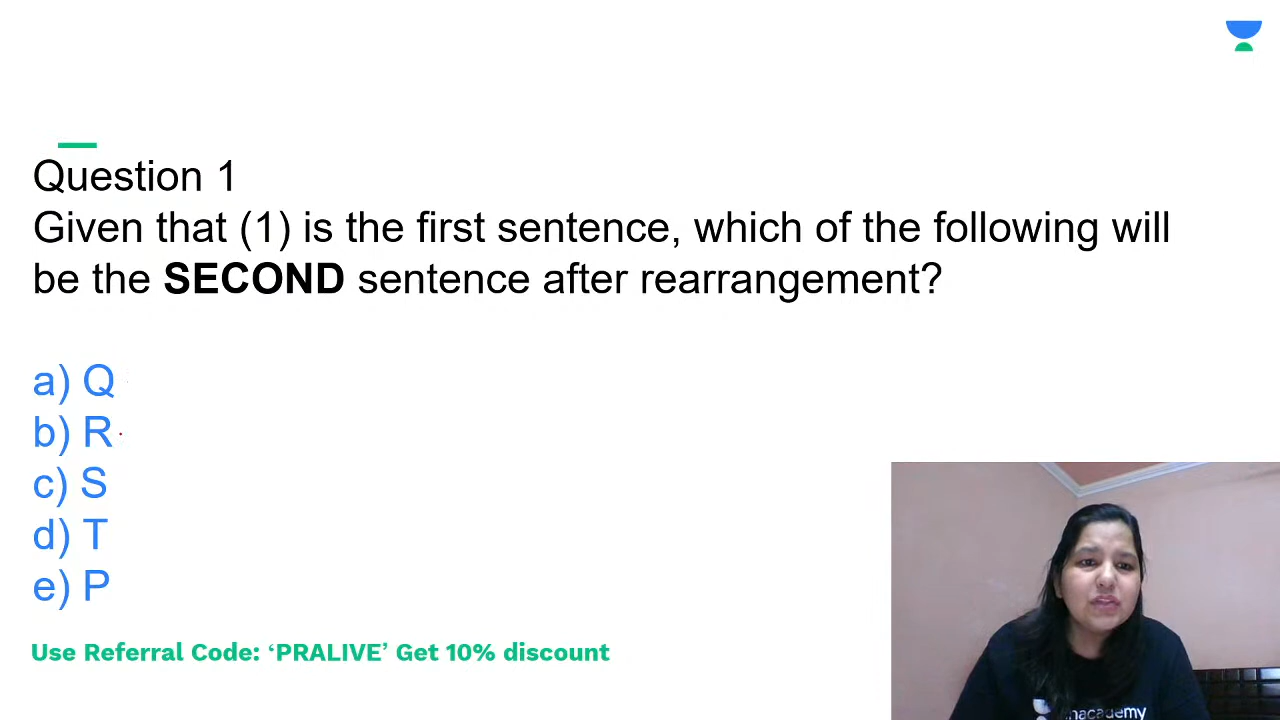 Question 1
Given that (1) is the first sentence, which of the following will
be the SECOND sentence after rearrangement?
a) Q
b) R
c) S
d) T
e) P
Use Referral Code: ‘PRALIVE’ Get 10% discount